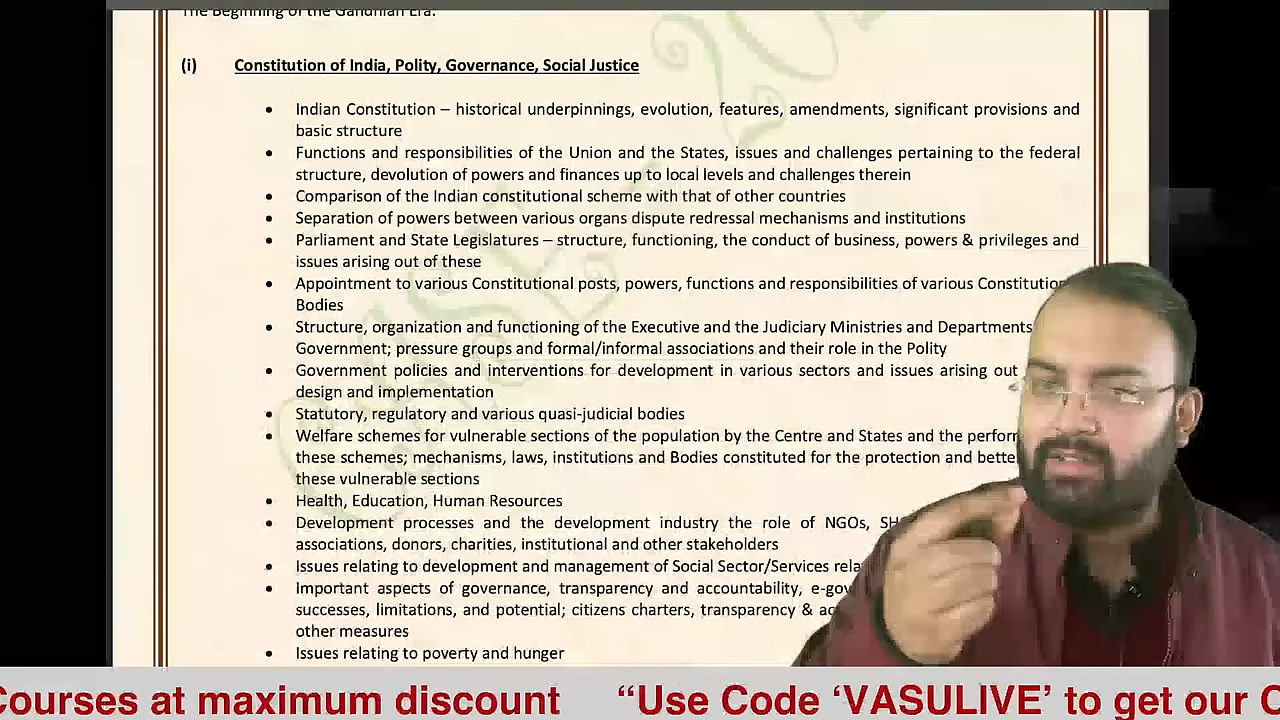 The Beginning of the Gandhian Era.
(i) Constitution of India, Polity, Governance, Social Justice
• Indian Constitution – historical underpinnings, evolution, features, amendments, significant provisions and
basic structure
• Functions and responsibilities of the Union and the States, issues and challenges pertaining to the federal
structure, devolution of powers and finances up to local levels and challenges therein
• Comparison of the Indian constitutional scheme with that of other countries
• Separation of powers between various organs dispute redressal mechanisms and institutions
• Parliament and State Legislatures – structure, functioning, the conduct of business, powers & privileges and
issues arising out of these
• Appointment to various Constitutional posts, powers, functions and responsibilities of various Constitution
Bodies
• Structure, organization and functioning of the Executive and the Judiciary Ministries and Departments
Government; pressure groups and formal/informal associations and their role in the Polity
• Government policies and interventions for development in various sectors and issues arising out
design and implementation
• Statutory, regulatory and various quasi-judicial bodies
• Welfare schemes for vulnerable sections of the population by the Centre and States and the perform
these schemes; mechanisms, laws, institutions and Bodies constituted for the protection and bette
these vulnerable sections
• Health, Education, Human Resources
• Development processes and the development industry the role of NGOs, SH
associations, donors, charities, institutional and other stakeholders
• Issues relating to development and management of Social Sector/Services rela
• Important aspects of governance, transparency and accountability, e-gov
successes, limitations, and potential; citizens charters, transparency & ac
other measures
• Issues relating to poverty and hunger
Courses at maximum discount “Use Code ‘VASULIVE’ to get our C